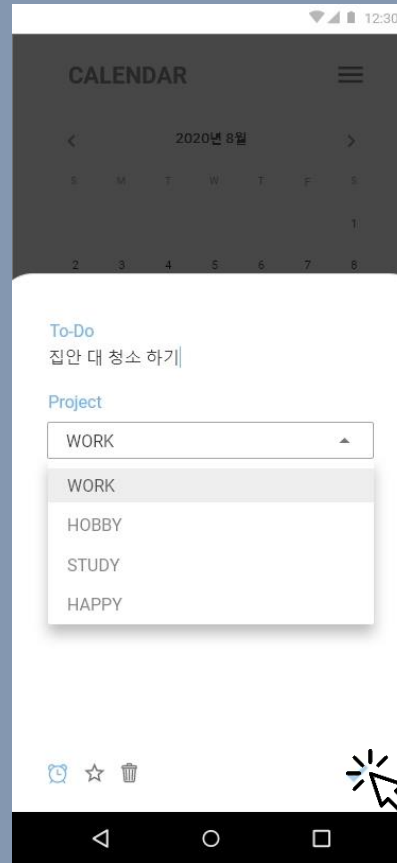 12:30
CALENDAR
2020년 8월
S M T W T F S
1
2 3 4 5 6 7 8
To-Do
집안 대 청소 하기
Project
WORK
WORK
HOBBY
STUDY
HAPPY